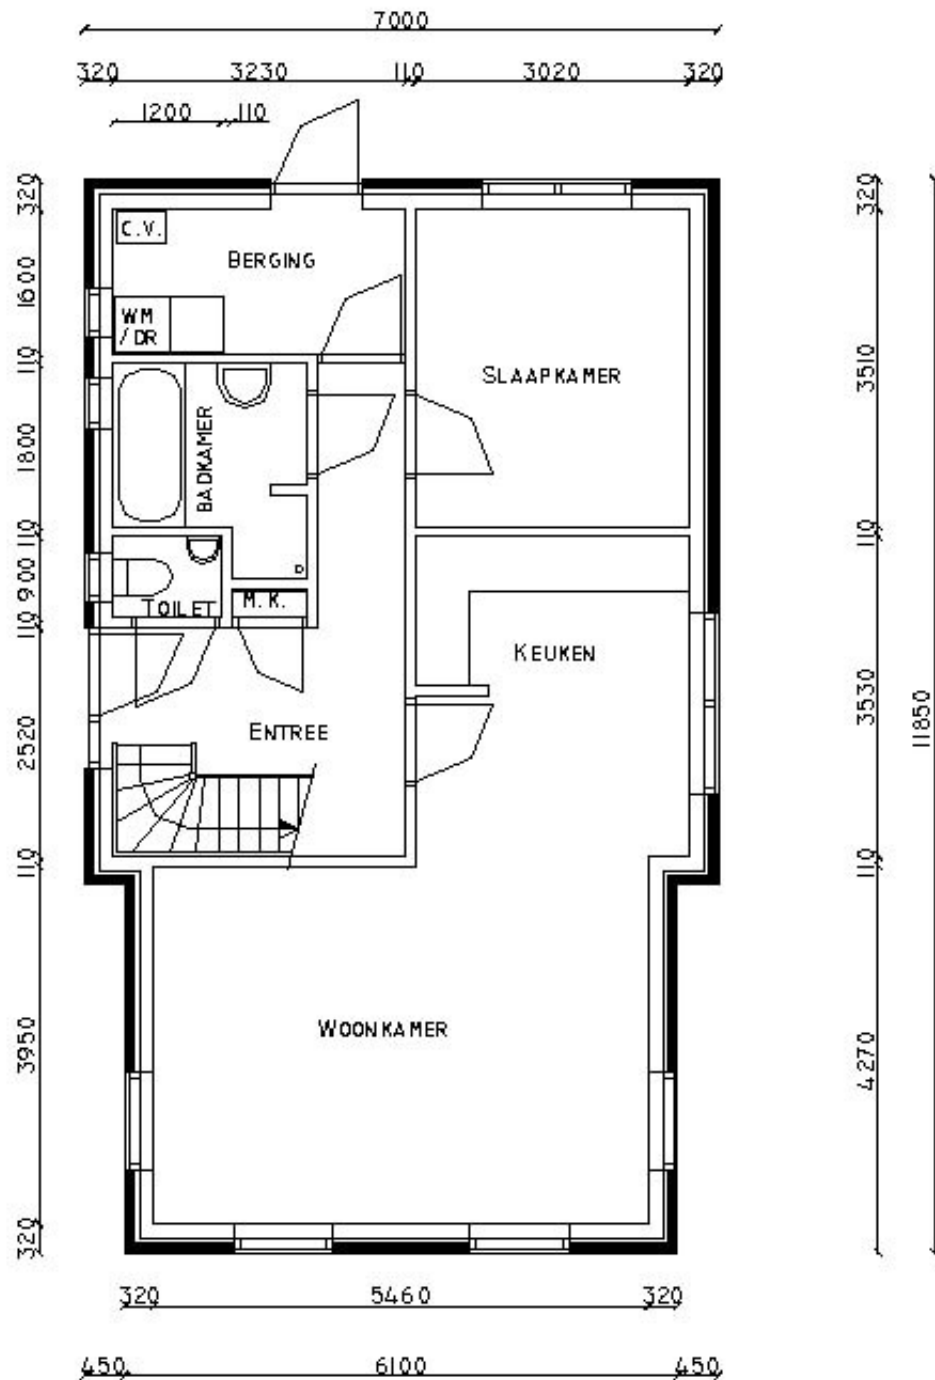 7000
320 3230 110 3020 320
1200 110
320
1600
110
1800
110
900
110
2520
110
3950
320
C.V.
BERGING
WM
/DR
SLAAPKAMER
BADKAMER
TOILET
M.K.
KEUKEN
ENTREE
WOONKAMER
320
3510
110
3530
110
4270
11850
320 5460 320
450 6100 450